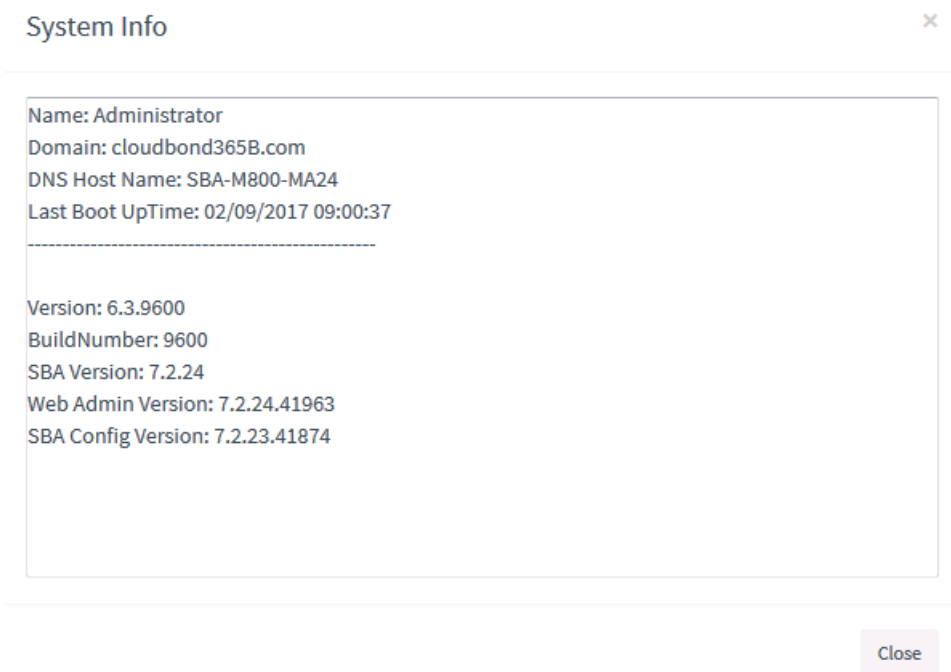 System Info
×
Name: Administrator
Domain: cloudbond365B.com
DNS Host Name: SBA-M800-MA24
Last Boot UpTime: 02/09/2017 09:00:37
--------------------------------------------------
Version: 6.3.9600
BuildNumber: 9600
SBA Version: 7.2.24
Web Admin Version: 7.2.24.41963
SBA Config Version: 7.2.23.41874
Close